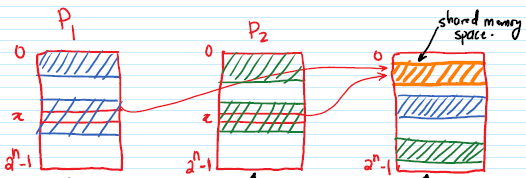 P₁
P₂
shared memory
space.
0
0
0
x
x
2ⁿ-1
2ⁿ-1
2ⁿ-1